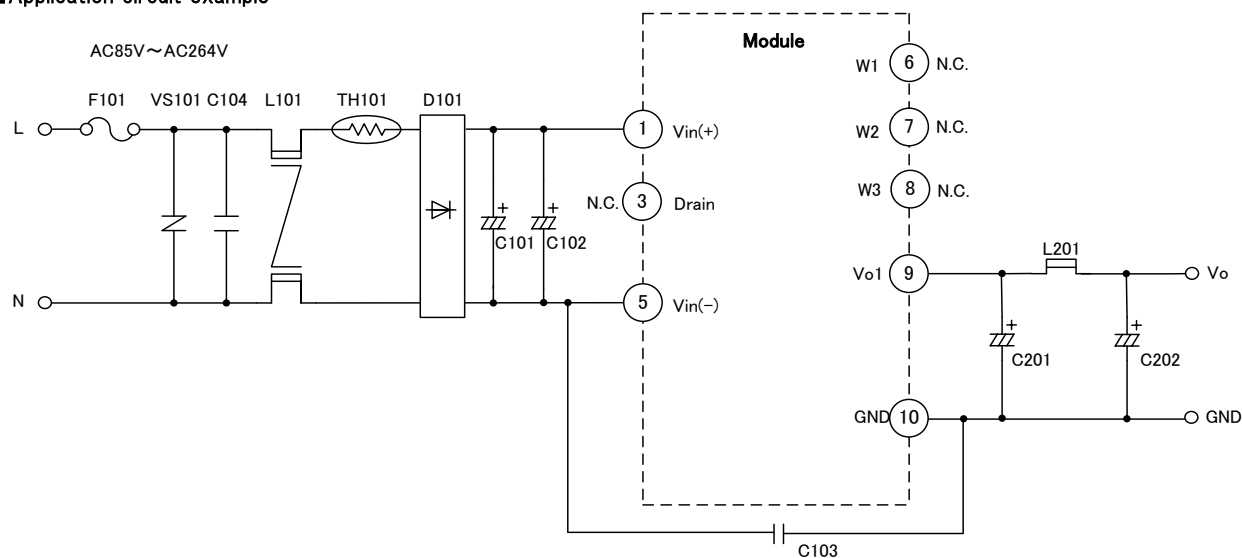 ■Application circuit example
Module
AC85V～AC264V
W1 6 N.C.
F101 VS101 C104 L101 TH101 D101
L 1 Vin(+)
W2 7 N.C.
N.C. 3 Drain
W3 8 N.C.
C101 C102
+ +
L201
Vo1 9 Vo
N 5 Vin(-)
+ +
C201 C202
GND 10 GND
C103